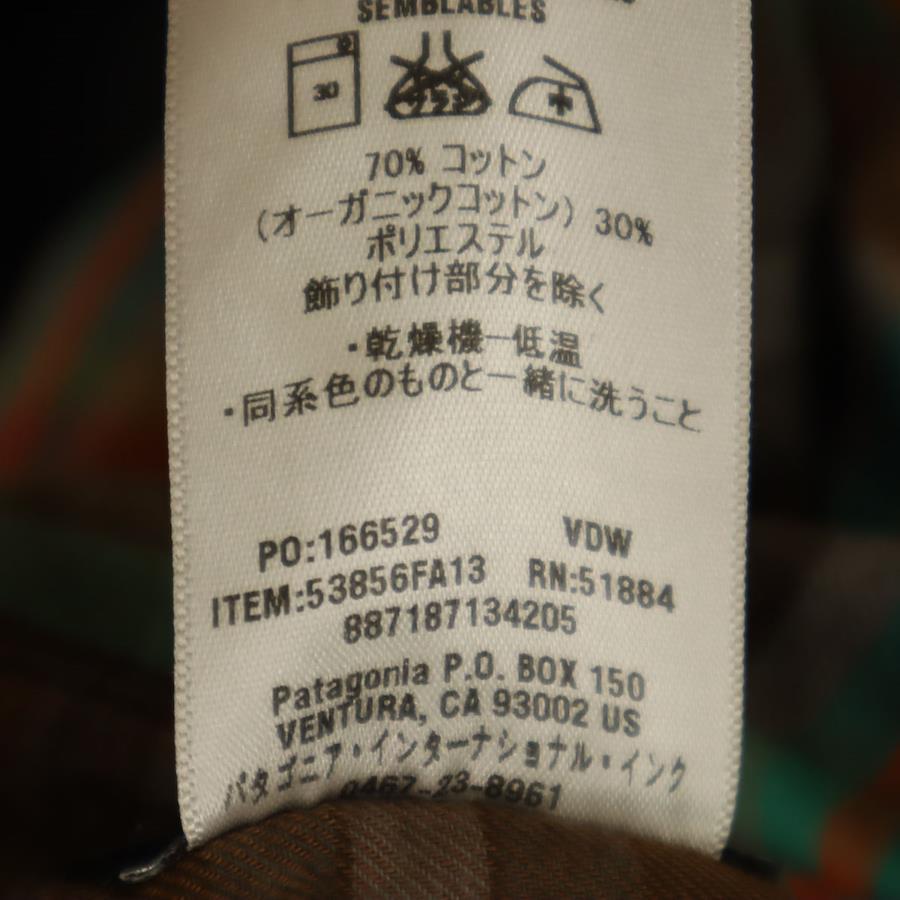 SEMBLABLES
30
70% コットン
(オーガニックコットン) 30%
ポリエステル
飾り付け部分を除く
・乾燥機ー低温
・同系色のものと一緒に洗うこと
PO:166529 VDW
ITEM:53856FA13 RN:51884
887187134205
Patagonia P.O. BOX 150
VENTURA, CA 93002 US
パタゴニア・インターナショナル・インク
0467-23-8961